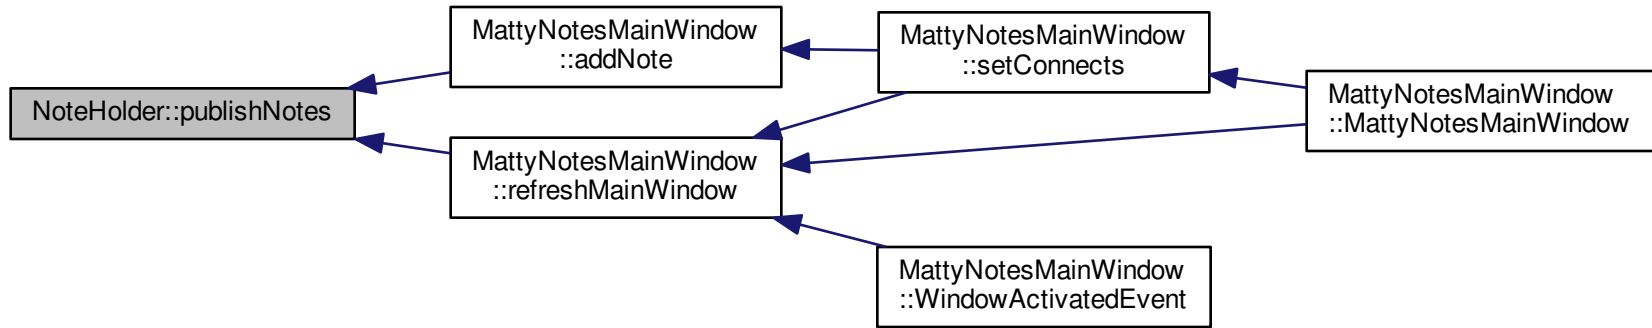 NoteHolder::publishNotes
MattyNotesMainWindow
::addNote
MattyNotesMainWindow
::refreshMainWindow
MattyNotesMainWindow
::setConnects
MattyNotesMainWindow
::WindowActivatedEvent
MattyNotesMainWindow
::MattyNotesMainWindow